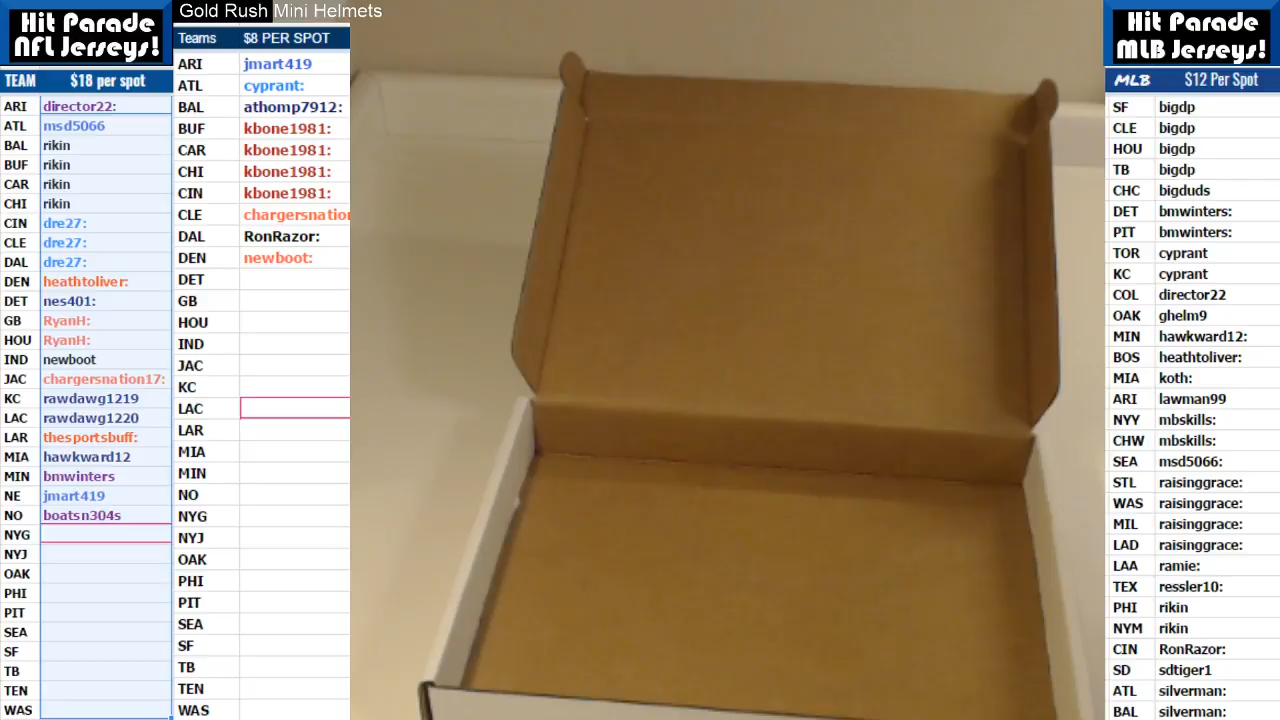 Hit Parade
NFL Jerseys!
TEAM $18 per spot
ARI director22:
ATL msd5066
BAL rikin
BUF rikin
CAR rikin
CHI rikin
CIN dre27:
CLE dre27:
DAL dre27:
DEN heathtoliver:
DET nes401:
GB RyanH:
HOU RyanH:
IND newboot
JAC chargersnation17:
KC rawdawg1219
LAC rawdawg1220
LAR thesportsbuff:
MIA hawkward12
MIN bmwinters
NE jmart419
NO boatsn304s
NYG
NYJ
OAK
PHI
PIT
SEA
SF
TB
TEN
WAS
Gold Rush Mini Helmets
Teams $8 PER SPOT
ARI jmart419
ATL cyprant:
BAL athomp7912:
BUF kbone1981:
CAR kbone1981:
CHI kbone1981:
CIN kbone1981:
CLE chargersnation
DAL RonRazor:
DEN newboot:
DET
GB
HOU
IND
JAC
KC
LAC
LAR
MIA
MIN
NO
NYG
NYJ
OAK
PHI
PIT
SEA
SF
TB
TEN
WAS
Hit Parade
MLB Jerseys!
MLB $12 Per Spot
SF bigdp
CLE bigdp
HOU bigdp
TB bigdp
CHC bigduds
DET bmwinters:
PIT bmwinters:
TOR cyprant
KC cyprant
COL director22
OAK ghelm9
MIN hawkward12:
BOS heathtoliver:
MIA koth:
ARI lawman99
NYY mbskills:
CHW mbskills:
SEA msd5066:
STL raisinggrace:
WAS raisinggrace:
MIL raisinggrace:
LAD raisinggrace:
LAA ramie:
TEX ressler10:
PHI rikin
NYM rikin
CIN RonRazor:
SD sdtiger1
ATL silverman:
BAL silverman: